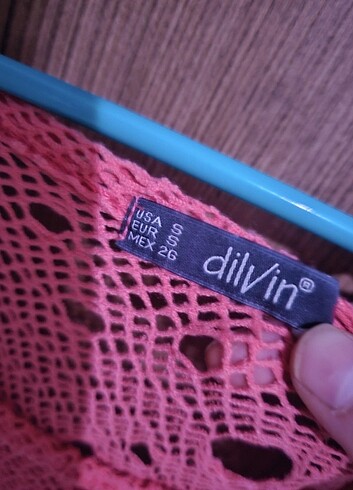 USA S
EUR S
MEX 26
dilvin®